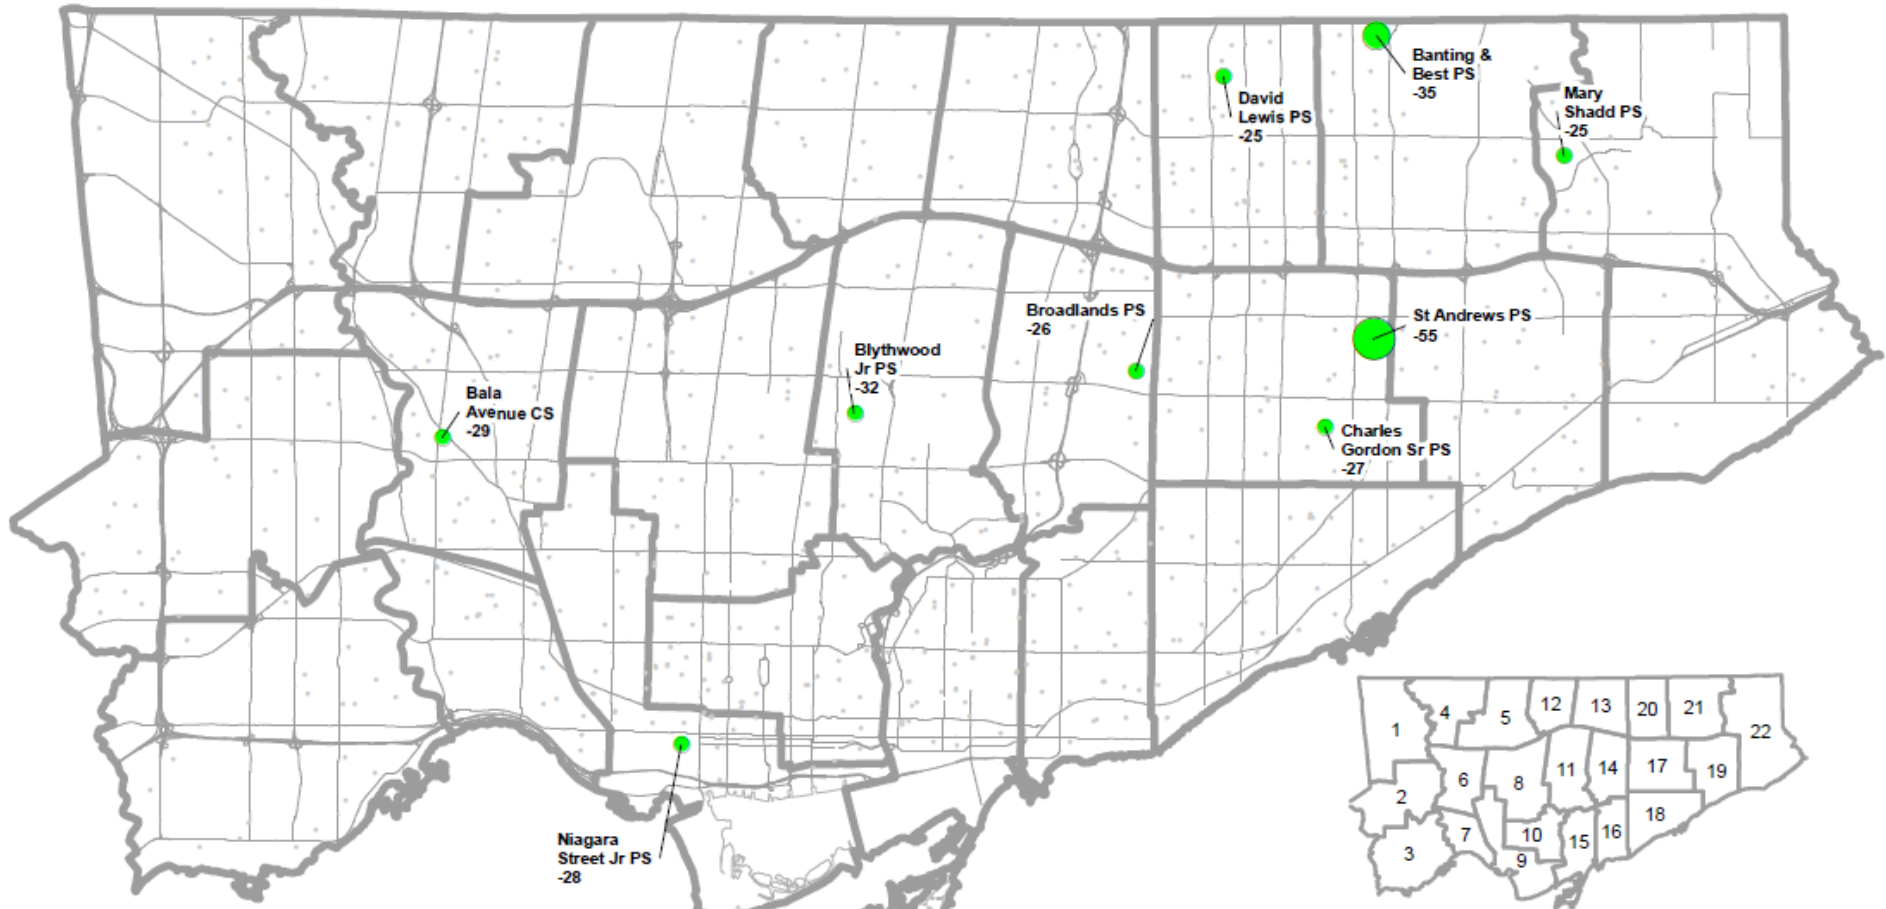 Banting &
Best PS
-35
David
Lewis PS
-25
Mary
Shadd PS
-25
Broadlands PS
-26
St Andrews PS
-55
Blythwood
Jr PS
-32
Bala
Avenue CS
-29
Charles
Gordon Sr PS
-27
Niagara
Street Jr PS
-28
1
4
5
12
13
20
21
22
2
6
8
11
14
17
19
3
7
10
9
15
16
18